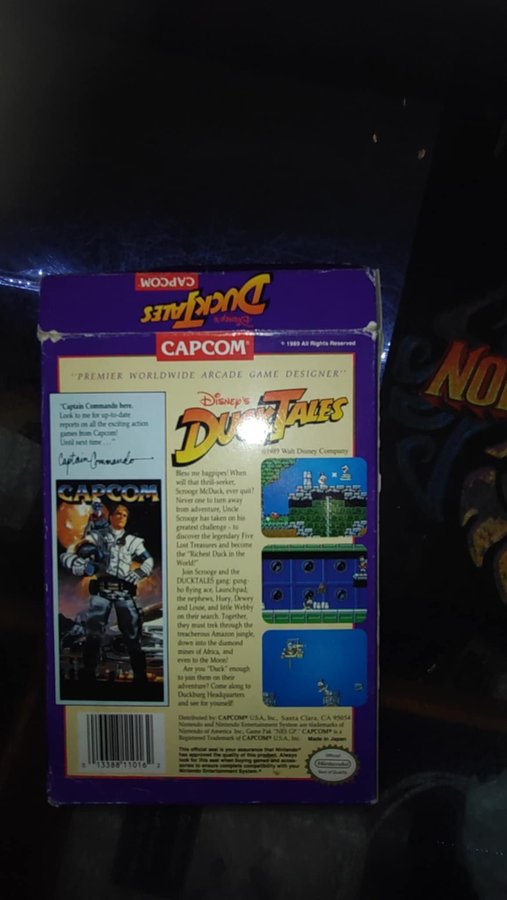 CAPCOM
Disney's
DUCKTALES
CAPCOM®
© 1989 All Rights Reserved
"PREMIER WORLDWIDE ARCADE GAME DESIGNER"
"Captain Commando here.
Look to me for up-to-date
reports on all the exciting action
games from Capcom!
Until next time . . ."
Captain Commando
CAPCOM
Disney's
DUCKTALES
©1989 Walt Disney Company
Bless me bagpipes! When
will that thrill-seeker,
Scrooge McDuck, ever quit?
Never one to turn away
from adventure, Uncle
Scrooge has taken on his
greatest challenge - to
discover the legendary Five
Lost Treasures and become
the "Richest Duck in the
World!"
Join Scrooge and the
DUCKTALES gang; gung-
ho flying ace, Launchpad;
the nephews, Huey, Dewey
and Louie, and little Webby
on their search. Together,
they must trek through the
treacherous Amazon jungle,
down into the diamond
mines of Africa, and
even to the Moon!
Are you "Duck" enough
to join them on their
adventure? Come along to
Duckburg Headquarters
and see for yourself!
Distributed by: CAPCOM® U.S.A., Inc., Santa Clara, CA 95054
Nintendo and Nintendo Entertainment System are trademarks of
Nintendo of America Inc. Game Pak "NES GP." CAPCOM® is a
Registered Trademark of CAPCOM® U.S.A., Inc. Made in Japan
This official seal is your assurance that Nintendo®
has approved the quality of this product. Always
look for this seal when buying games and acces-
sories to ensure complete compatibility with your
Nintendo Entertainment System.®
Official
Nintendo
Seal of Quality
13388 11016
NO